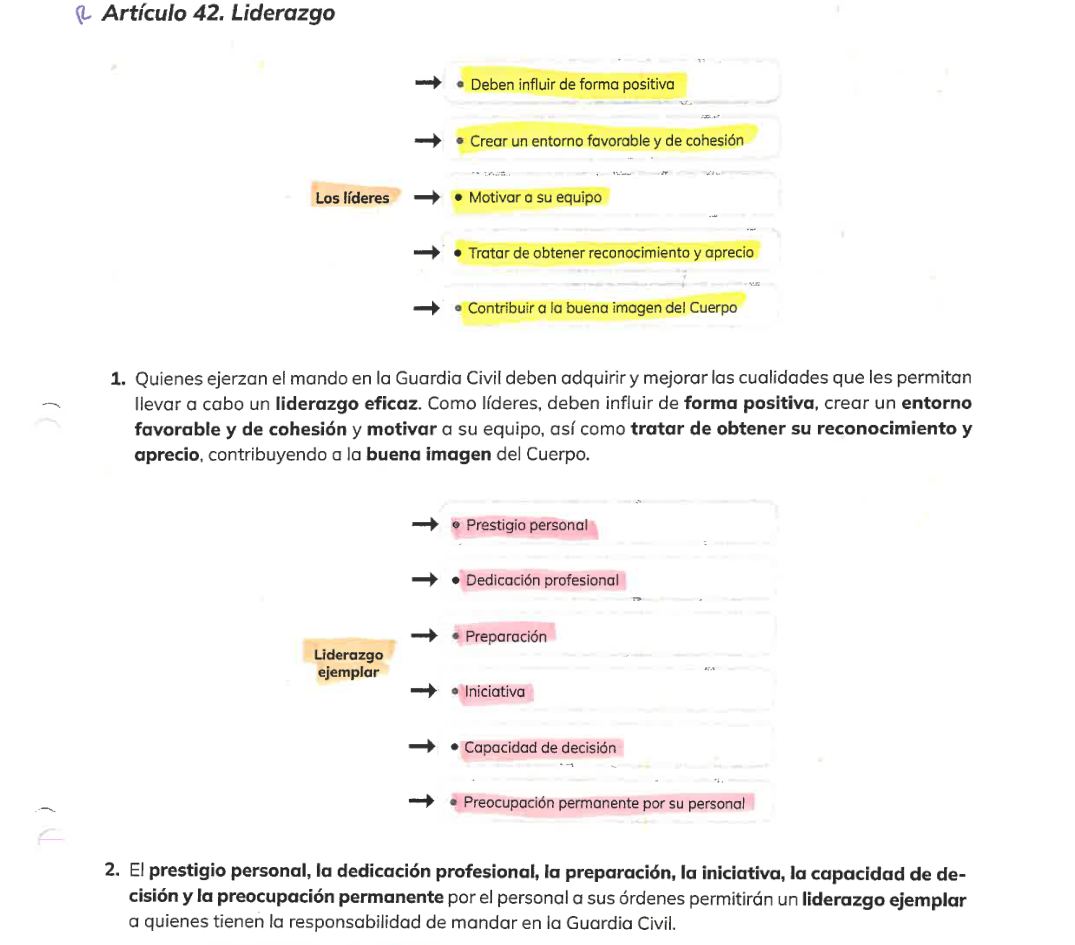 Artículo 42. Liderazgo
• Deben influir de forma positiva
• Crear un entorno favorable y de cohesión
Los líderes
• Motivar a su equipo
• Tratar de obtener reconocimiento y aprecio
• Contribuir a la buena imagen del Cuerpo
1. Quienes ejerzan el mando en la Guardia Civil deben adquirir y mejorar las cualidades que les permitan
llevar a cabo un liderazgo eficaz. Como líderes, deben influir de forma positiva, crear un entorno
favorable y de cohesión y motivar a su equipo, así como tratar de obtener su reconocimiento y
aprecio, contribuyendo a la buena imagen del Cuerpo.
• Prestigio personal
• Dedicación profesional
• Preparación
Liderazgo
ejemplar
• Iniciativa
• Capacidad de decisión
• Preocupación permanente por su personal
2. El prestigio personal, la dedicación profesional, la preparación, la iniciativa, la capacidad de de-
cisión y la preocupación permanente por el personal a sus órdenes permitirán un liderazgo ejemplar
a quienes tienen la responsabilidad de mandar en la Guardia Civil.